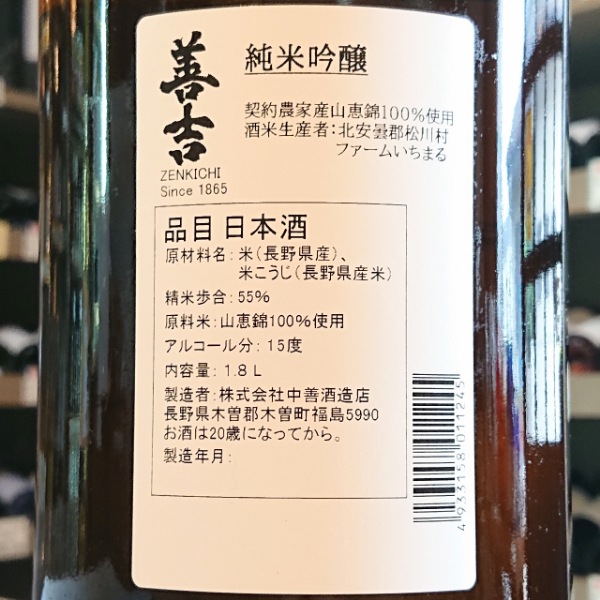 善吉
ZENKICHI
Since 1865
純米吟醸
契約農家産山恵錦100%使用
酒米生産者：北安曇郡松川村
ファームいちまる
品目 日本酒
原材料名：米（長野県産）、
米こうじ（長野県産米）
精米歩合：55%
原料米：山恵錦100%使用
アルコール分：15度
内容量：1.8L
製造者：株式会社中善酒造店
長野県木曽郡木曽町福島5990
お酒は20歳になってから。
製造年月：
4933158011245